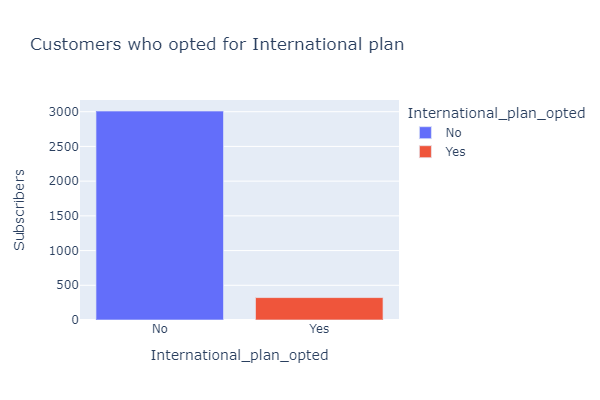 Customers who opted for International plan
International_plan_opted
No
Yes
Subscribers
3000
2500
2000
1500
1000
500
0
No
Yes
International_plan_opted